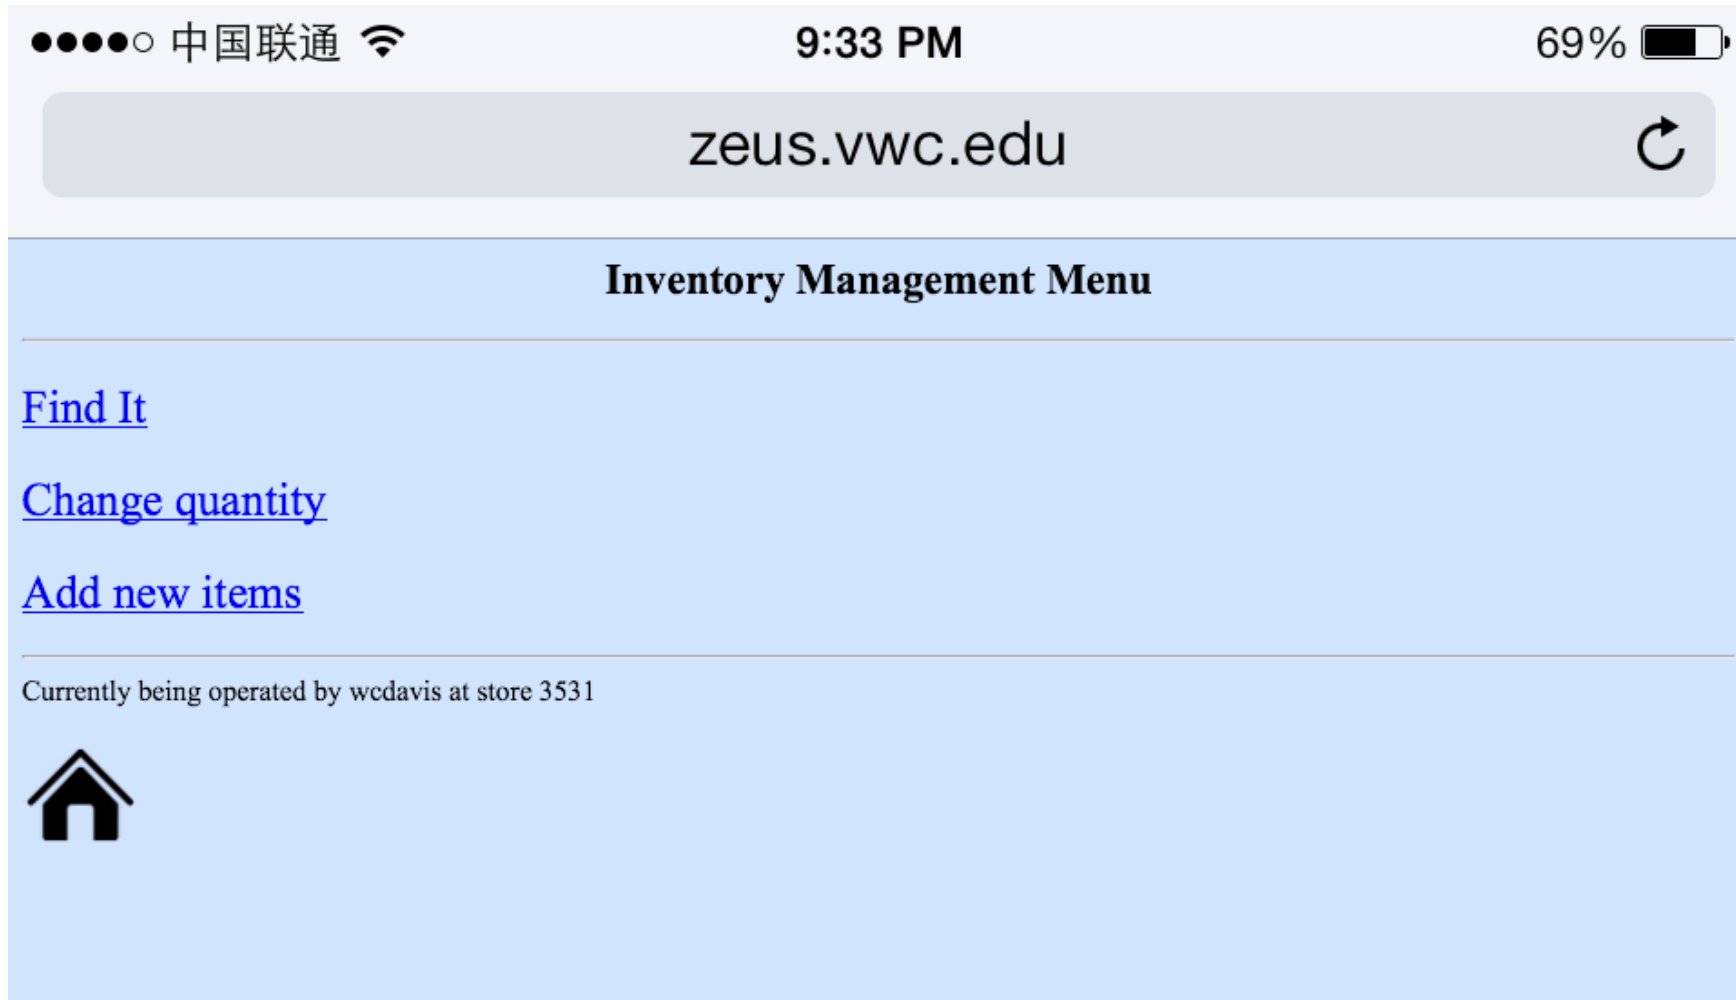 中国联通 9:33 PM 69%
zeus.vwc.edu
Inventory Management Menu
Find It
Change quantity
Add new items
Currently being operated by wcdavis at store 3531